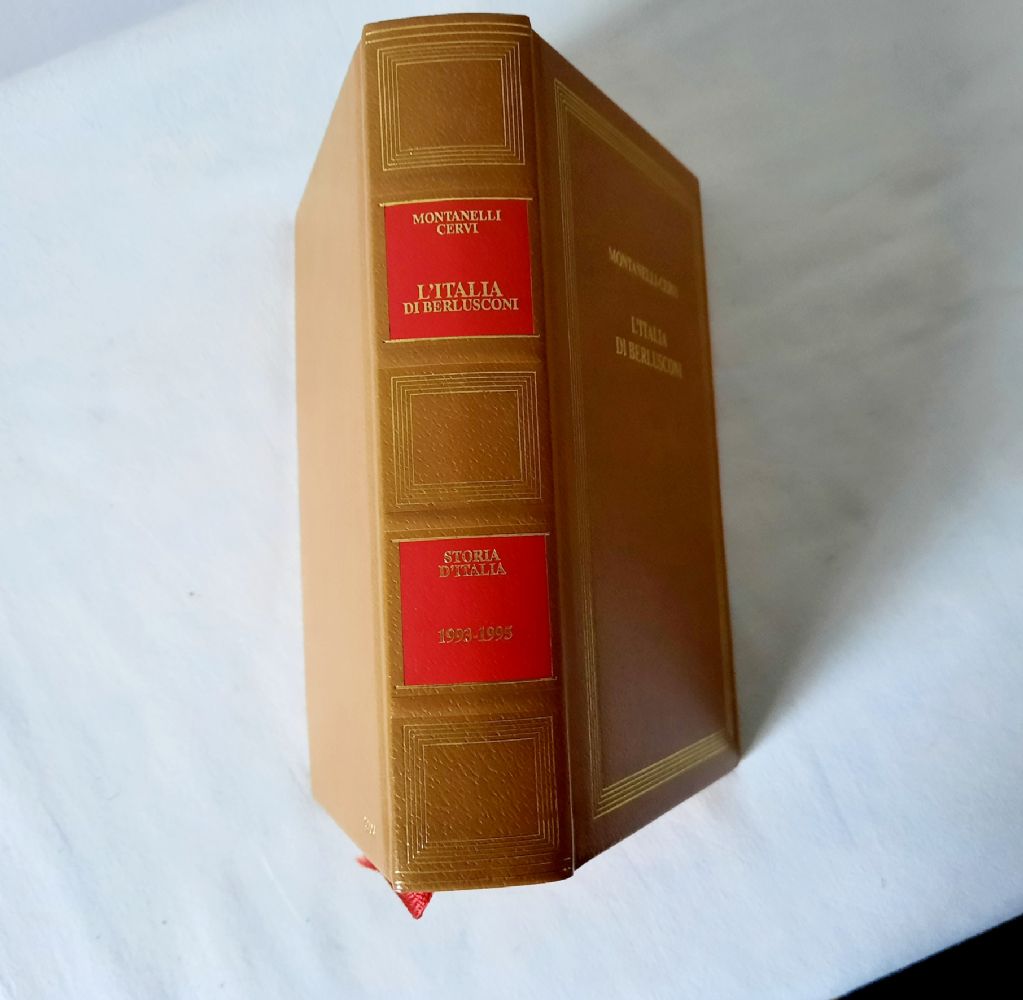 MONTANELLI
CERVI
L'ITALIA
DI BERLUSCONI
STORIA
D'ITALIA
1993-1995
MONTANELLI-CERVI
L'ITALIA
DI BERLUSCONI